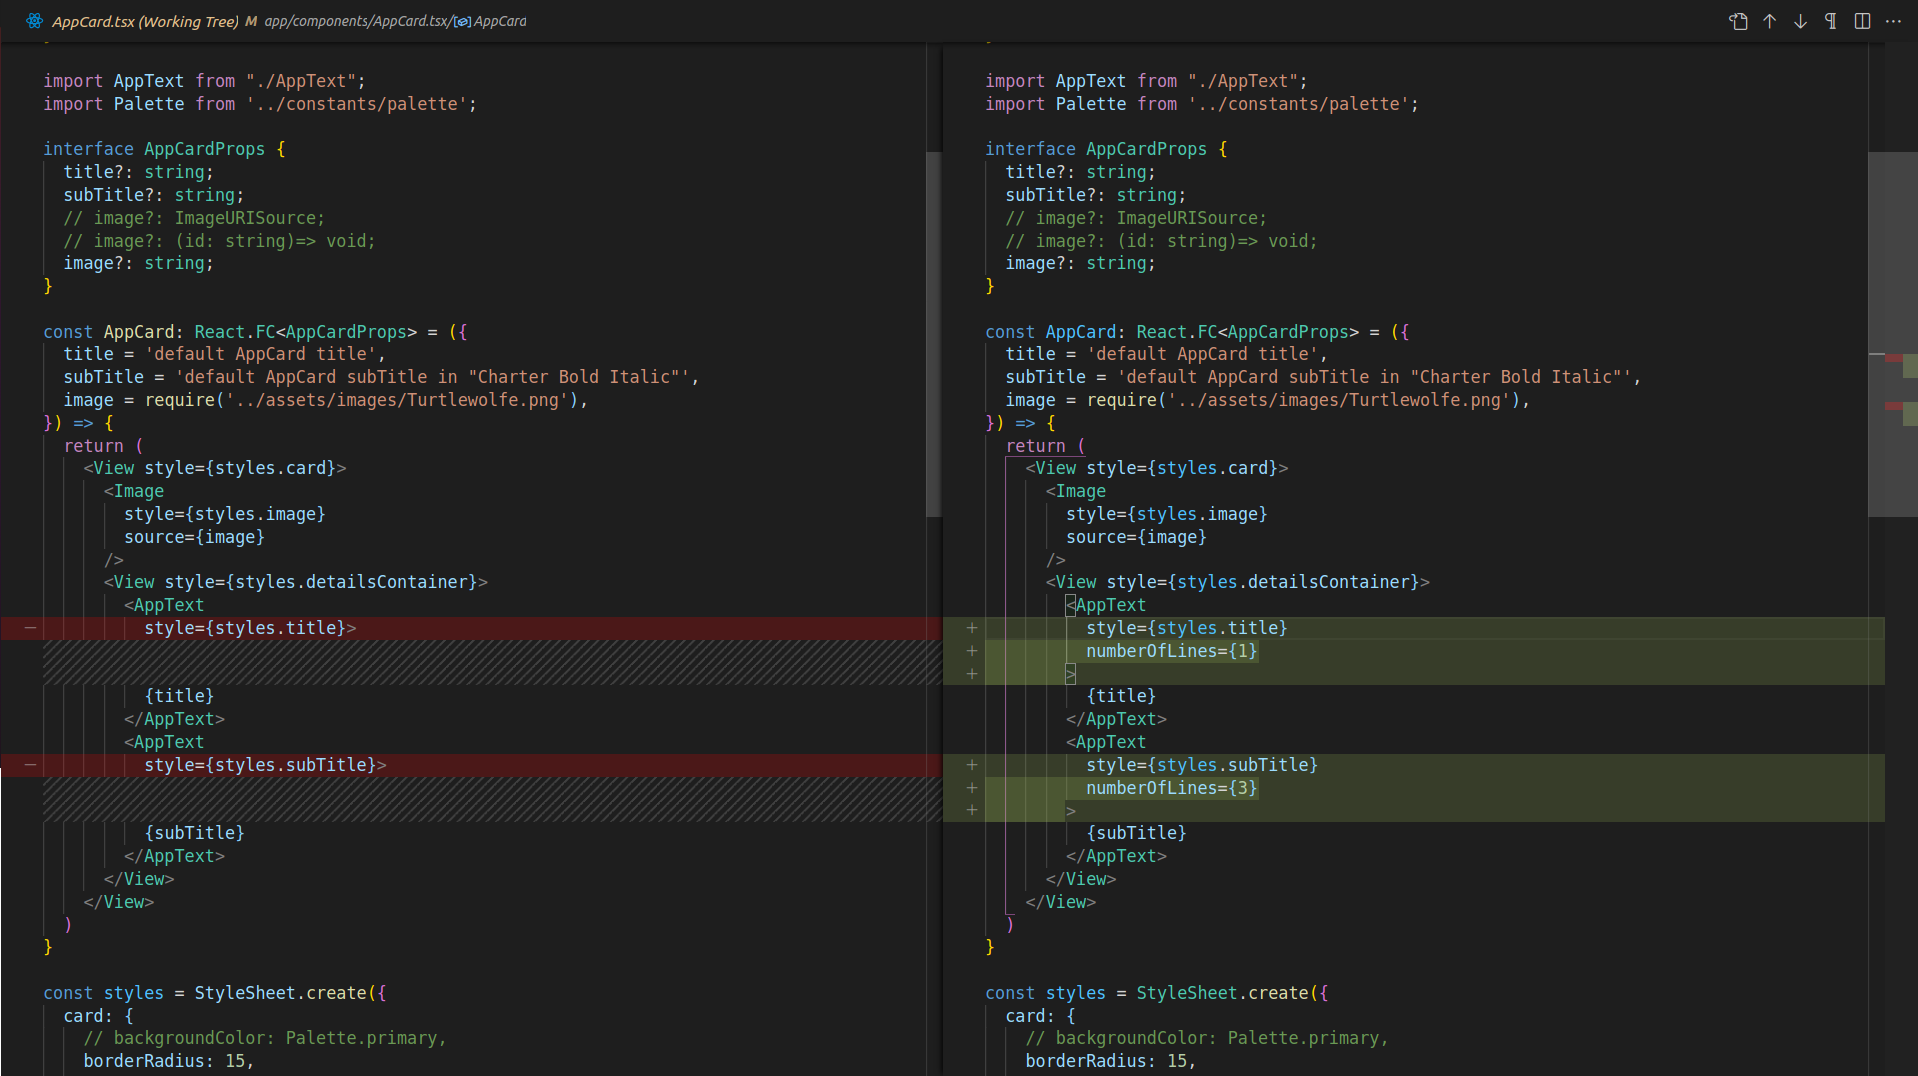 AppCard.tsx (Working Tree) M app/components/AppCard.tsx/AppCard
import AppText from "./AppText";
import Palette from '../constants/palette';
interface AppCardProps {
title?: string;
subTitle?: string;
// image?: ImageURISource;
// image?: (id: string)=> void;
image?: string;
}
const AppCard: React.FC<AppCardProps> = ({
title = 'default AppCard title',
subTitle = 'default AppCard subTitle in "Charter Bold Italic"',
image = require('../assets/images/Turtlewolfe.png'),
}) => {
return (
<View style={styles.card}>
<Image
style={styles.image}
source={image}
/>
<View style={styles.detailsContainer}>
<AppText
− style={styles.title}>
{title}
</AppText>
<AppText
− style={styles.subTitle}>
{subTitle}
</AppText>
</View>
</View>
)
}
const styles = StyleSheet.create({
card: {
// backgroundColor: Palette.primary,
borderRadius: 15,
import AppText from "./AppText";
import Palette from '../constants/palette';
interface AppCardProps {
title?: string;
subTitle?: string;
// image?: ImageURISource;
// image?: (id: string)=> void;
image?: string;
}
const AppCard: React.FC<AppCardProps> = ({
title = 'default AppCard title',
subTitle = 'default AppCard subTitle in "Charter Bold Italic"',
image = require('../assets/images/Turtlewolfe.png'),
}) => {
return (
<View style={styles.card}>
<Image
style={styles.image}
source={image}
/>
<View style={styles.detailsContainer}>
<AppText
+ style={styles.title}
+ numberOfLines={1}
+ >
{title}
</AppText>
<AppText
+ style={styles.subTitle}
+ numberOfLines={3}
+ >
{subTitle}
</AppText>
</View>
</View>
)
}
const styles = StyleSheet.create({
card: {
// backgroundColor: Palette.primary,
borderRadius: 15,